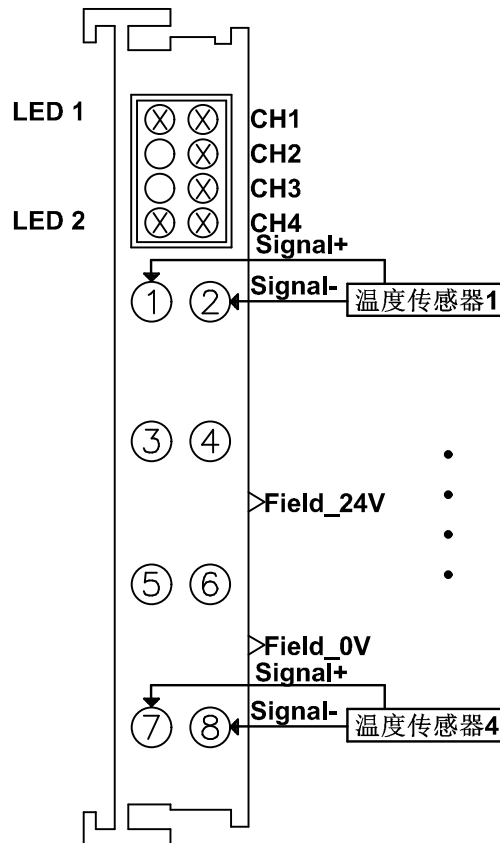 LED 1
CH1
CH2
CH3
LED 2
CH4
Signal+
1 2
Signal-
温度传感器1
3 4
Field_24V
5 6
Field_0V
Signal+
7 8
Signal-
温度传感器4